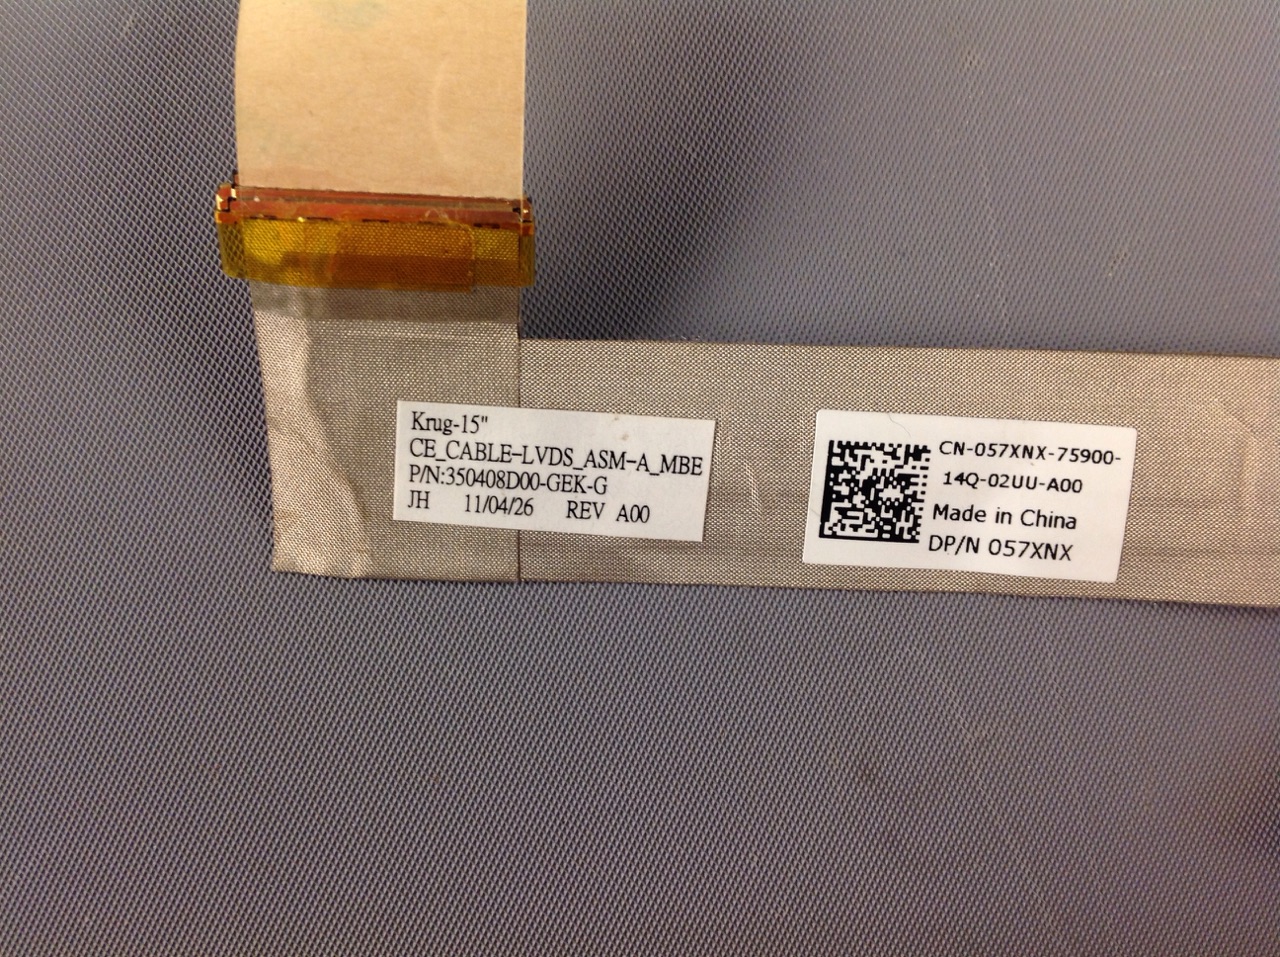 Krug-15"
CE_CABLE-LVDS_ASM-A_MBE
P/N:350408D00-GEK-G
JH 11/04/26 REV A00
CN-057XNX-75900-
14Q-02UU-A00
Made in China
DP/N 057XNX